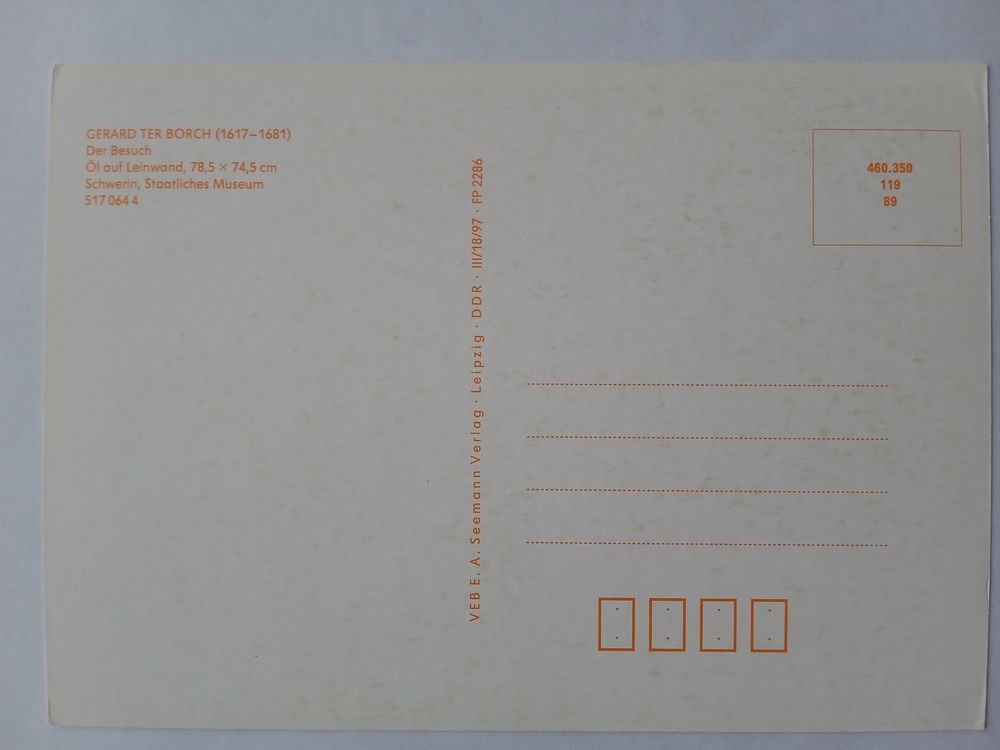 GERARD TER BORCH (1617–1681)
Der Besuch
Öl auf Leinwand, 78,5 × 74,5 cm
Schwerin, Staatliches Museum
517 064 4
VEB E. A. Seemann Verlag · Leipzig · DDR · III/18/97 · FP 2286
460.350
119
89